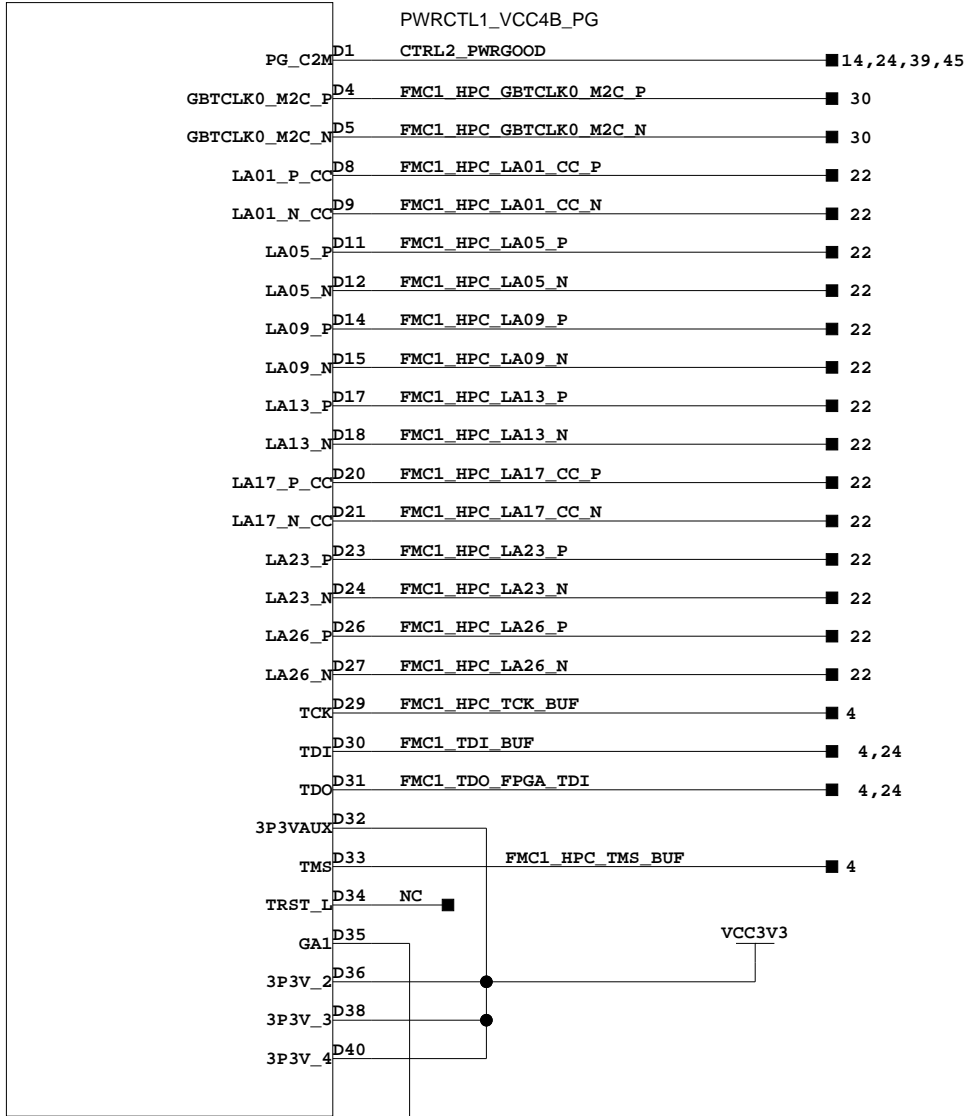 PWRCTL1_VCC4B_PG
PG_C2M D1 CTRL2_PWRGOOD 14,24,39,45
GBTCLK0_M2C_P D4 FMC1_HPC_GBTCLK0_M2C_P 30
GBTCLK0_M2C_N D5 FMC1_HPC_GBTCLK0_M2C_N 30
LA01_P_CC D8 FMC1_HPC_LA01_CC_P 22
LA01_N_CC D9 FMC1_HPC_LA01_CC_N 22
LA05_P D11 FMC1_HPC_LA05_P 22
LA05_N D12 FMC1_HPC_LA05_N 22
LA09_P D14 FMC1_HPC_LA09_P 22
LA09_N D15 FMC1_HPC_LA09_N 22
LA13_P D17 FMC1_HPC_LA13_P 22
LA13_N D18 FMC1_HPC_LA13_N 22
LA17_P_CC D20 FMC1_HPC_LA17_CC_P 22
LA17_N_CC D21 FMC1_HPC_LA17_CC_N 22
LA23_P D23 FMC1_HPC_LA23_P 22
LA23_N D24 FMC1_HPC_LA23_N 22
LA26_P D26 FMC1_HPC_LA26_P 22
LA26_N D27 FMC1_HPC_LA26_N 22
TCK D29 FMC1_HPC_TCK_BUF 4
TDI D30 FMC1_TDI_BUF 4,24
TDO D31 FMC1_TDO_FPGA_TDI 4,24
3P3VAUX D32
TMS D33 FMC1_HPC_TMS_BUF 4
TRST_L D34 NC
GA1 D35 VCC3V3
3P3V_2 D36
3P3V_3 D38
3P3V_4 D40